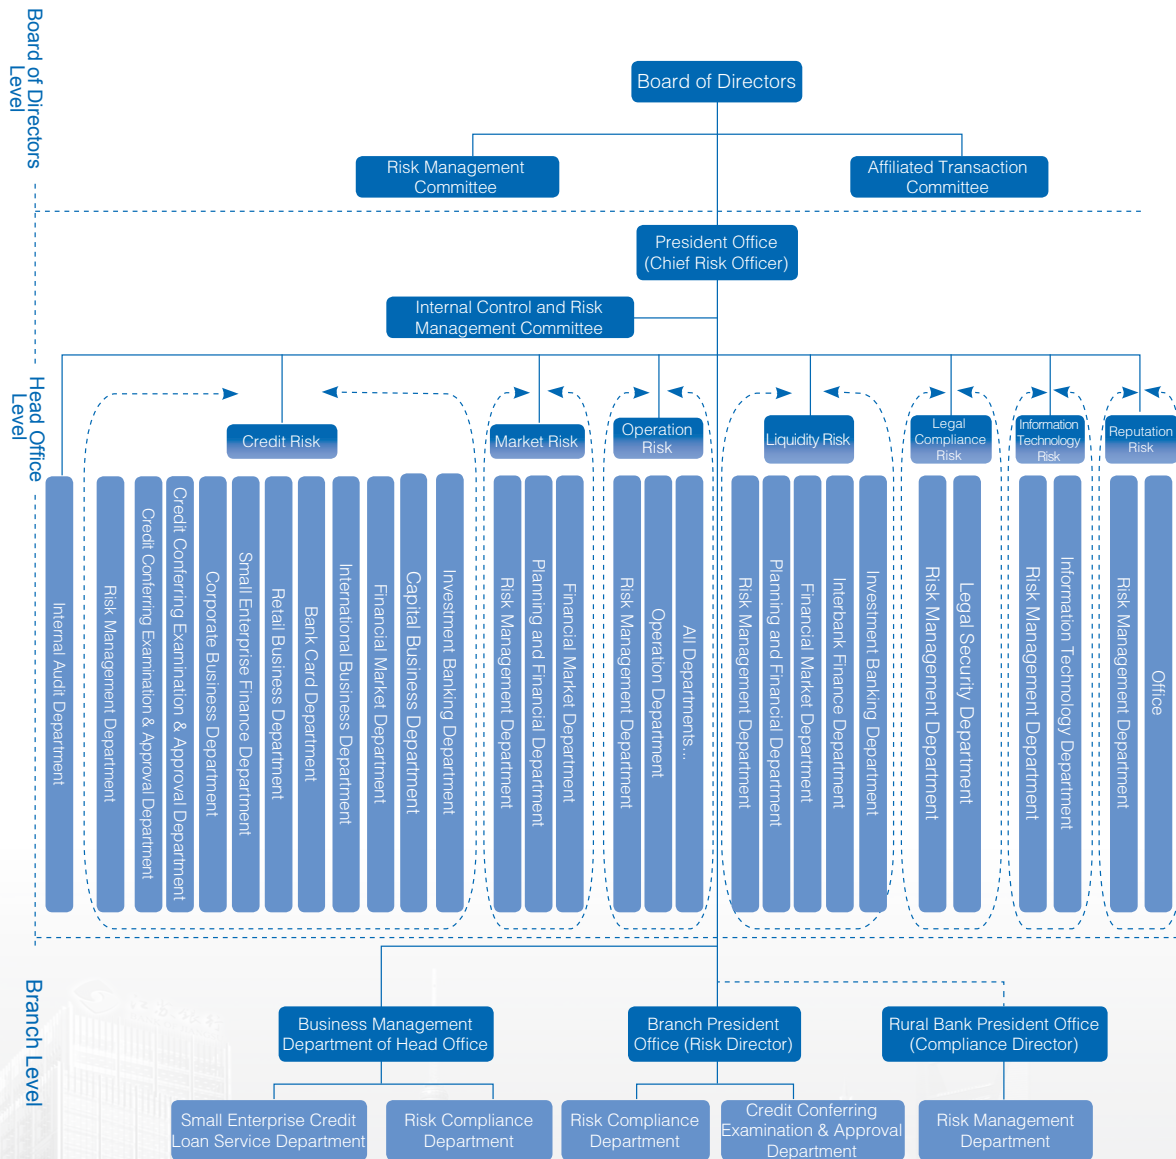 Board of Directors
Level
Board of Directors
Risk Management
Committee
Affiliated Transaction
Committee
Head Office
Level
President Office
(Chief Risk Officer)
Internal Control and Risk
Management Committee
Credit Risk
Market Risk
Operation
Risk
Liquidity Risk
Legal
Compliance
Risk
Information
Technology
Risk
Reputation
Risk
Internal Audit Department
Risk Management Department
Credit Conferring Examination & Approval Department
Credit Conferring Examination & Approval Department
Corporate Business Department
Small Enterprise Finance Department
Retail Business Department
Bank Card Department
International Business Department
Financial Market Department
Capital Business Department
Investment Banking Department
Risk Management Department
Planning and Financial Department
Financial Market Department
Risk Management Department
Operation Department
All Departments...
Risk Management Department
Planning and Financial Department
Financial Market Department
Interbank Finance Department
Investment Banking Department
Risk Management Department
Legal Security Department
Risk Management Department
Information Technology Department
Risk Management Department
Office
Branch Level
Business Management
Department of Head Office
Branch President
Office (Risk Director)
Rural Bank President Office
(Compliance Director)
Small Enterprise Credit
Loan Service Department
Risk Compliance
Department
Risk Compliance
Department
Credit Conferring
Examination & Approval
Department
Risk Management
Department